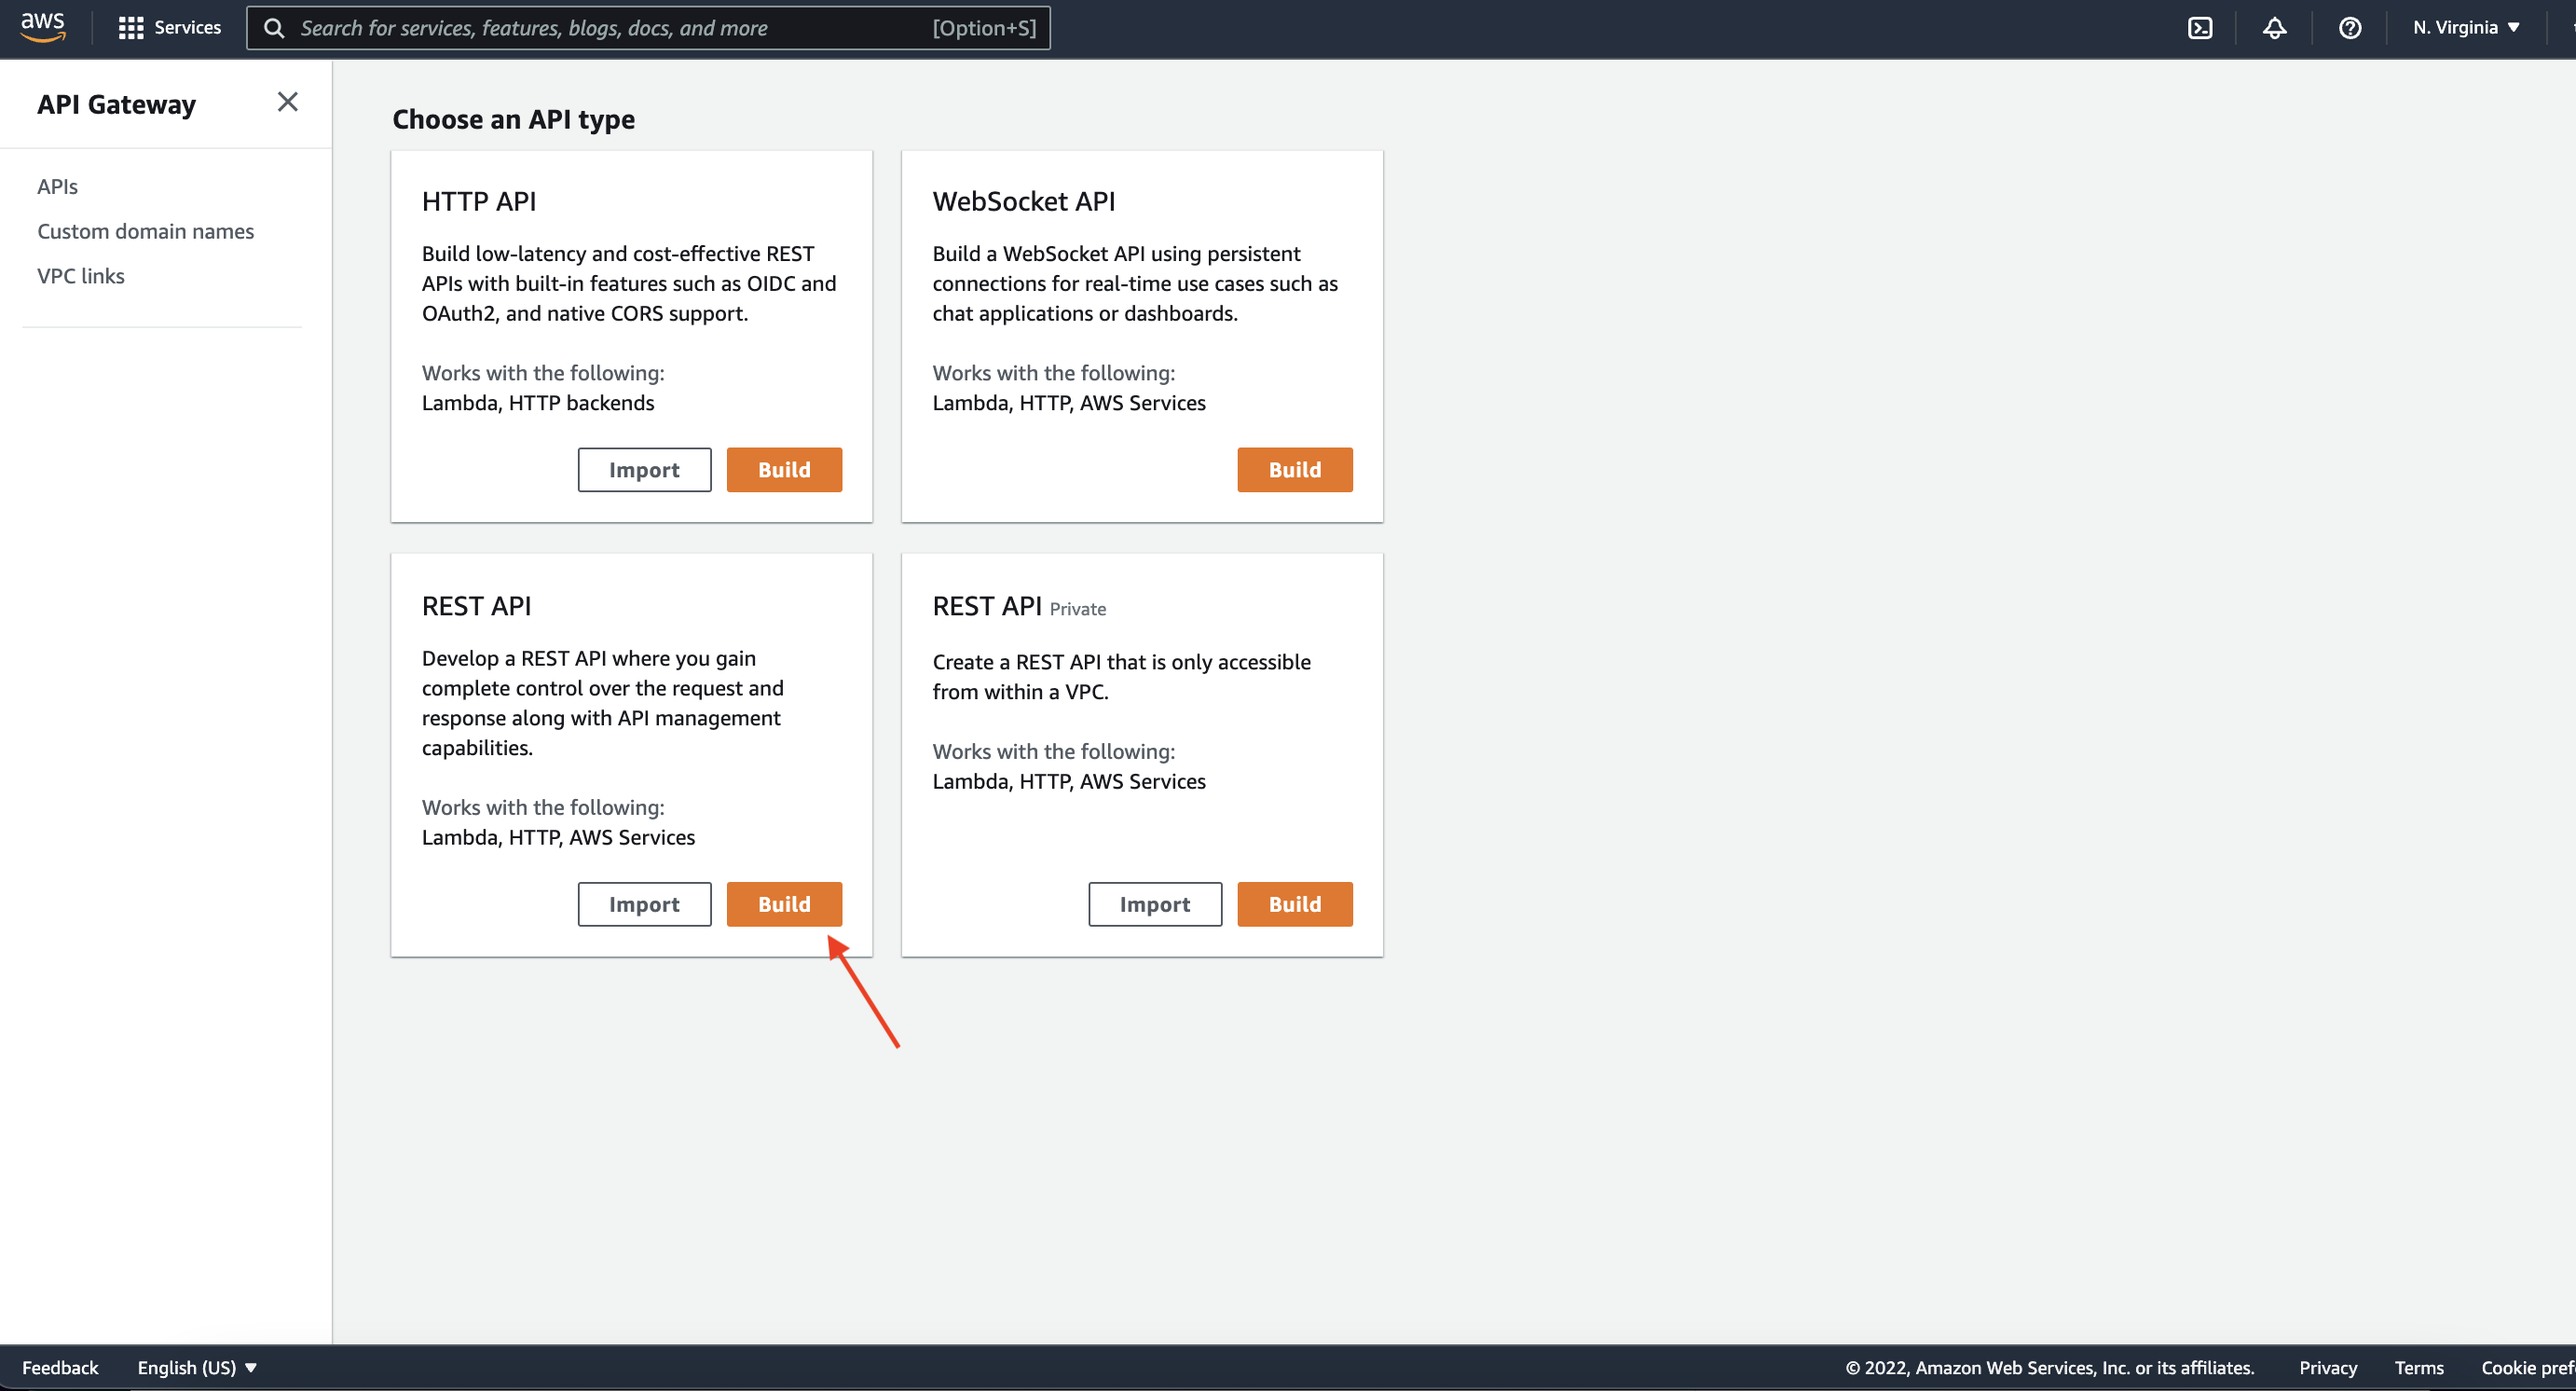 aws
Services
Search for services, features, blogs, docs, and more
[Option+S]
N. Virginia
API Gateway
APIs
Custom domain names
VPC links
Choose an API type
HTTP API
Build low-latency and cost-effective REST
APIs with built-in features such as OIDC and
OAuth2, and native CORS support.
Works with the following:
Lambda, HTTP backends
Import
Build
WebSocket API
Build a WebSocket API using persistent
connections for real-time use cases such as
chat applications or dashboards.
Works with the following:
Lambda, HTTP, AWS Services
Build
REST API
Develop a REST API where you gain
complete control over the request and
response along with API management
capabilities.
Works with the following:
Lambda, HTTP, AWS Services
Import
Build
REST API Private
Create a REST API that is only accessible
from within a VPC.
Works with the following:
Lambda, HTTP, AWS Services
Import
Build
Feedback
English (US)
© 2022, Amazon Web Services, Inc. or its affiliates.
Privacy
Terms
Cookie pref